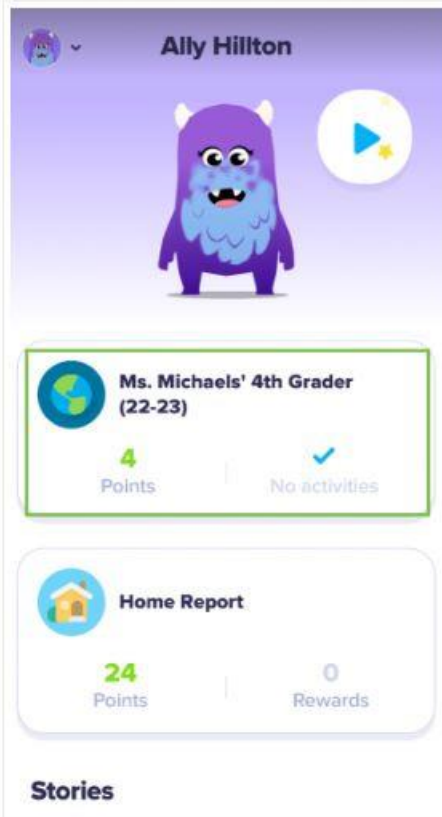 Ally Hillton
Ms. Michaels' 4th Grader
(22-23)
4
Points
No activities
Home Report
24
Points
0
Rewards
Stories